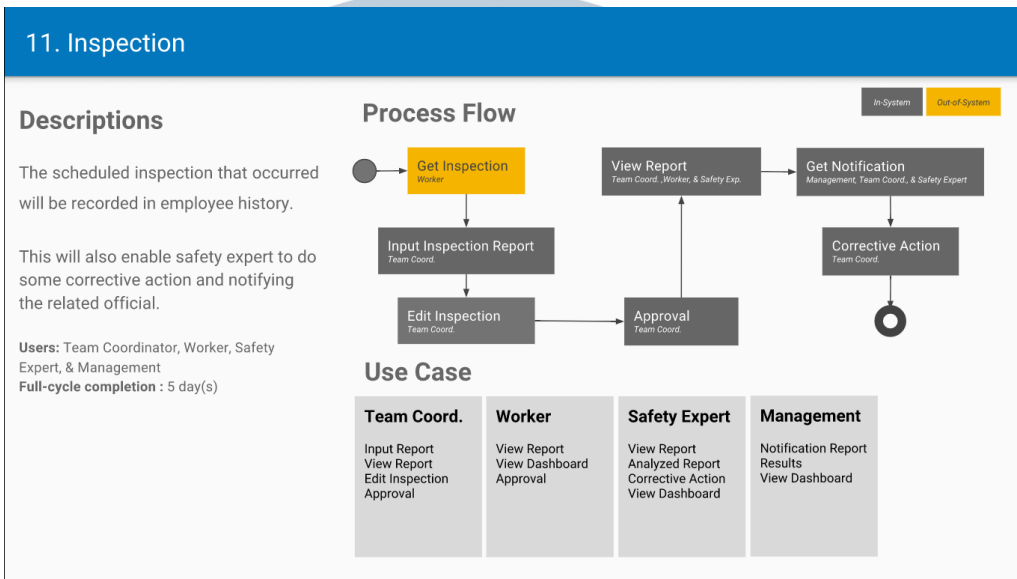 11. Inspection
Descriptions
The scheduled inspection that occurred
will be recorded in employee history.
This will also enable safety expert to do
some corrective action and notifying
the related official.
Users: Team Coordinator, Worker, Safety
Expert, & Management
Full-cycle completion : 5 day(s)
Process Flow
In-System
Out-of-System
Get Inspection
Worker
Input Inspection Report
Team Coord.
Edit Inspection
Team Coord.
Approval
Team Coord.
View Report
Team Coord. ,Worker, & Safety Exp.
Get Notification
Management, Team Coord., & Safety Expert
Corrective Action
Team Coord.
Use Case
Team Coord.
Input Report
View Report
Edit Inspection
Approval
Worker
View Report
View Dashboard
Approval
Safety Expert
View Report
Analyzed Report
Corrective Action
View Dashboard
Management
Notification Report
Results
View Dashboard